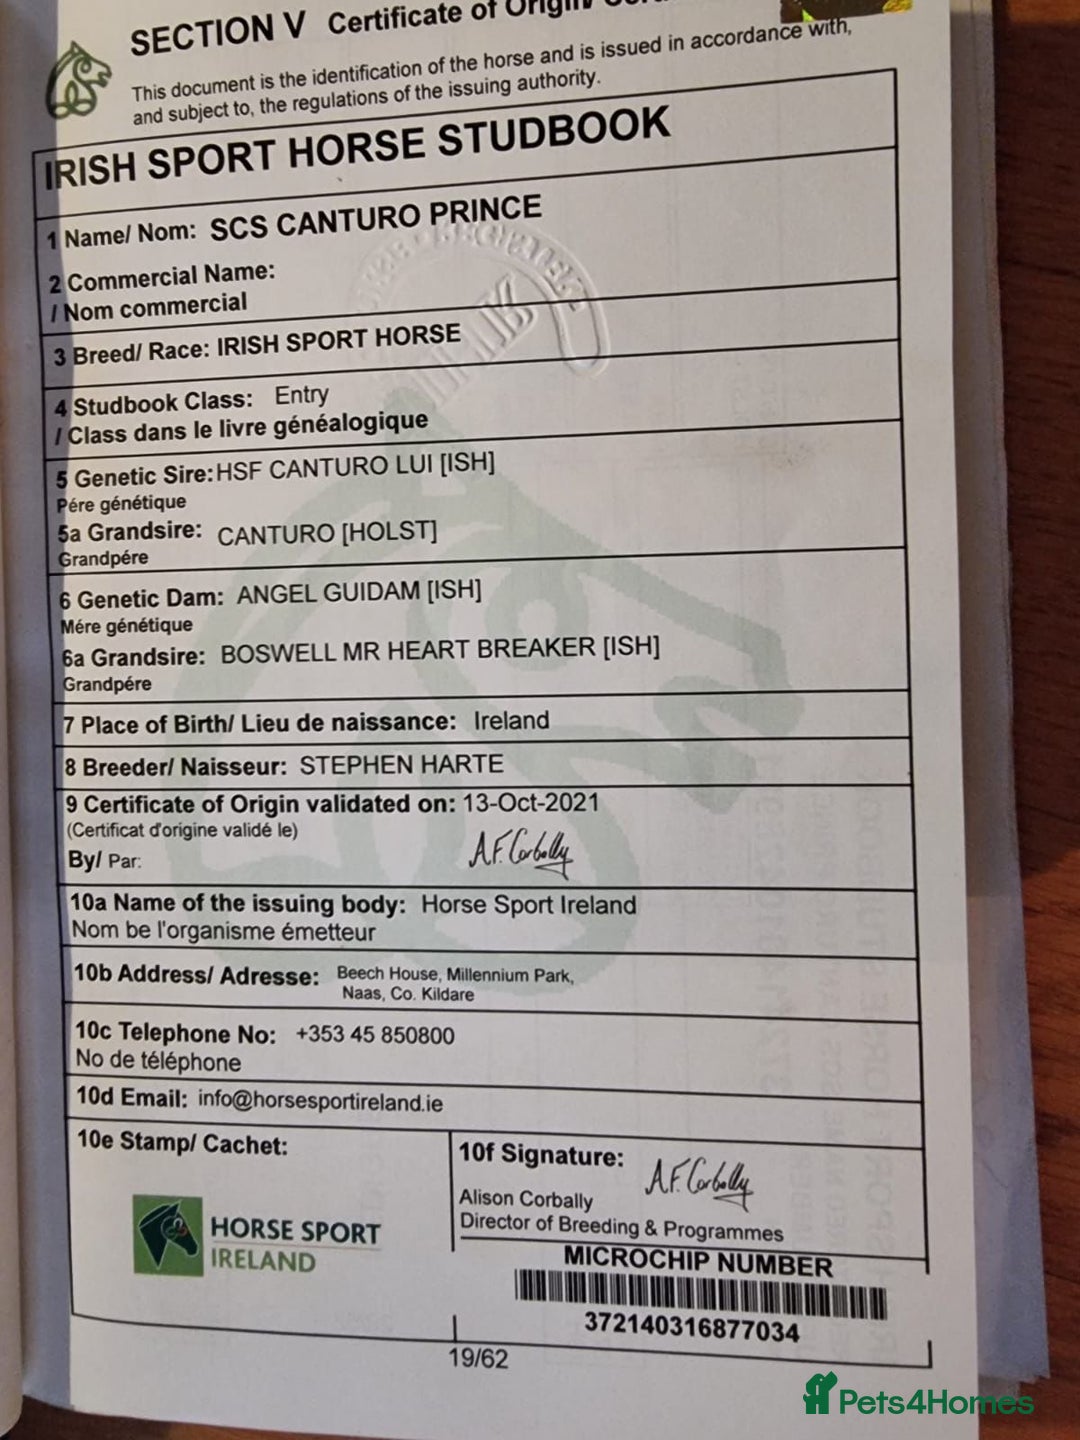 SECTION V Certificate of Origin
This document is the identification of the horse and is issued in accordance with,
and subject to, the regulations of the issuing authority.
IRISH SPORT HORSE STUDBOOK
1 Name/ Nom: SCS CANTURO PRINCE
2 Commercial Name:
/ Nom commercial
3 Breed/ Race: IRISH SPORT HORSE
4 Studbook Class: Entry
/ Class dans le livre généalogique
5 Genetic Sire: HSF CANTURO LUI [ISH]
Pére génétique
5a Grandsire: CANTURO [HOLST]
Grandpére
6 Genetic Dam: ANGEL GUIDAM [ISH]
Mére génétique
6a Grandsire: BOSWELL MR HEART BREAKER [ISH]
Grandpére
7 Place of Birth/ Lieu de naissance: Ireland
8 Breeder/ Naisseur: STEPHEN HARTE
9 Certificate of Origin validated on: 13-Oct-2021
(Certificat d'origine validé le)
By/ Par: A.F. Corbally
10a Name of the issuing body: Horse Sport Ireland
Nom be l'organisme émetteur
10b Address/ Adresse: Beech House, Millennium Park,
Naas, Co. Kildare
10c Telephone No: +353 45 850800
No de téléphone
10d Email: info@horsesportireland.ie
10e Stamp/ Cachet:
HORSE SPORT
IRELAND
10f Signature: A.F. Corbally
Alison Corbally
Director of Breeding & Programmes
MICROCHIP NUMBER
372140316877034
19/62
Pets4Homes